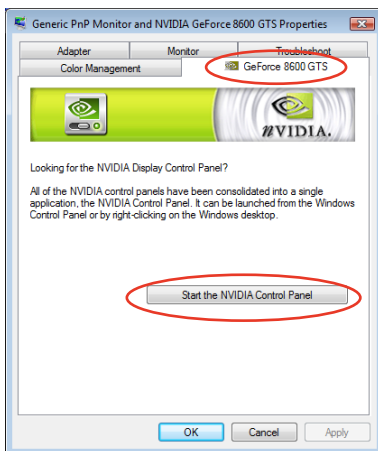 Generic PnP Monitor and NVIDIA GeForce 8600 GTS Properties
Adapter Monitor Troubleshoot
Color Management GeForce 8600 GTS
NVIDIA.
Looking for the NVIDIA Display Control Panel?
All of the NVIDIA control panels have been consolidated into a single
application, the NVIDIA Control Panel. It can be launched from the Windows
Control Panel or by right-clicking on the Windows desktop.
Start the NVIDIA Control Panel
OK Cancel Apply